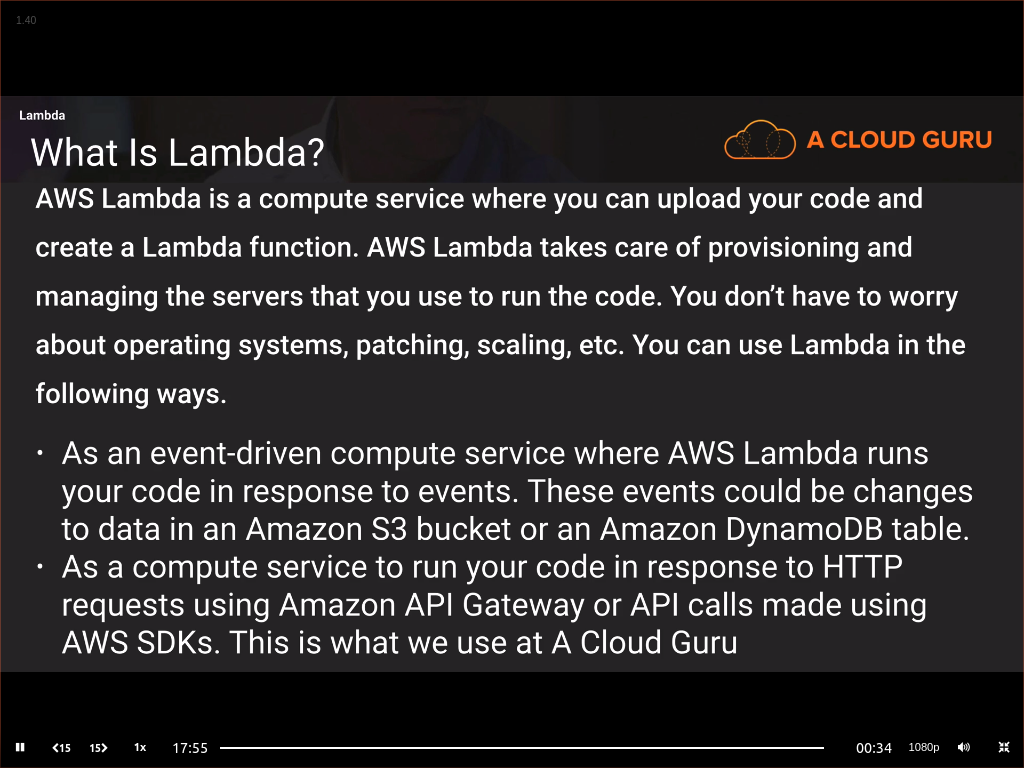 1.40
Lambda
What Is Lambda?
A CLOUD GURU
AWS Lambda is a compute service where you can upload your code and
create a Lambda function. AWS Lambda takes care of provisioning and
managing the servers that you use to run the code. You don’t have to worry
about operating systems, patching, scaling, etc. You can use Lambda in the
following ways.
• As an event-driven compute service where AWS Lambda runs
your code in response to events. These events could be changes
to data in an Amazon S3 bucket or an Amazon DynamoDB table.
• As a compute service to run your code in response to HTTP
requests using Amazon API Gateway or API calls made using
AWS SDKs. This is what we use at A Cloud Guru
15 15 1x 17:55 00:34 1080p